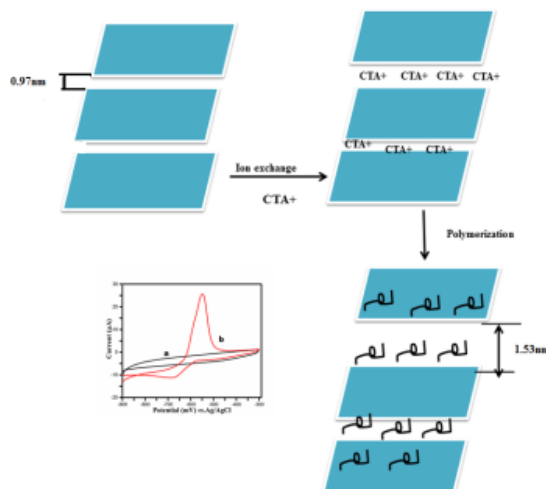 0.97nm
CTA+ CTA+ CTA+ CTA+
CTA+ CTA+ CTA+
Ion exchange
CTA+
Polymerization
1.53nm
a
b
Current (μA)
Potential (mV) vs.Ag/AgCl